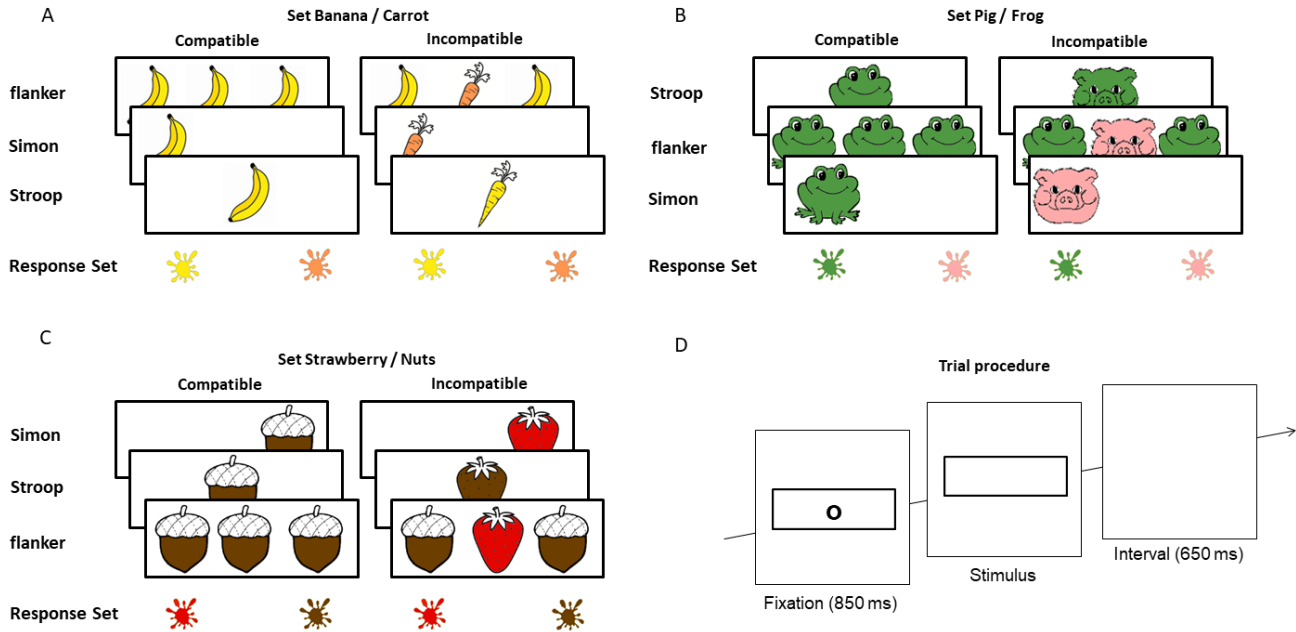 A
Set Banana / Carrot
Compatible
Incompatible
flanker
Simon
Stroop
Response Set
B
Set Pig / Frog
Compatible
Incompatible
Stroop
flanker
Simon
Response Set
C
Set Strawberry / Nuts
Compatible
Incompatible
Simon
Stroop
flanker
Response Set
D
Trial procedure
O
Fixation (850 ms)
Stimulus
Interval (650 ms)